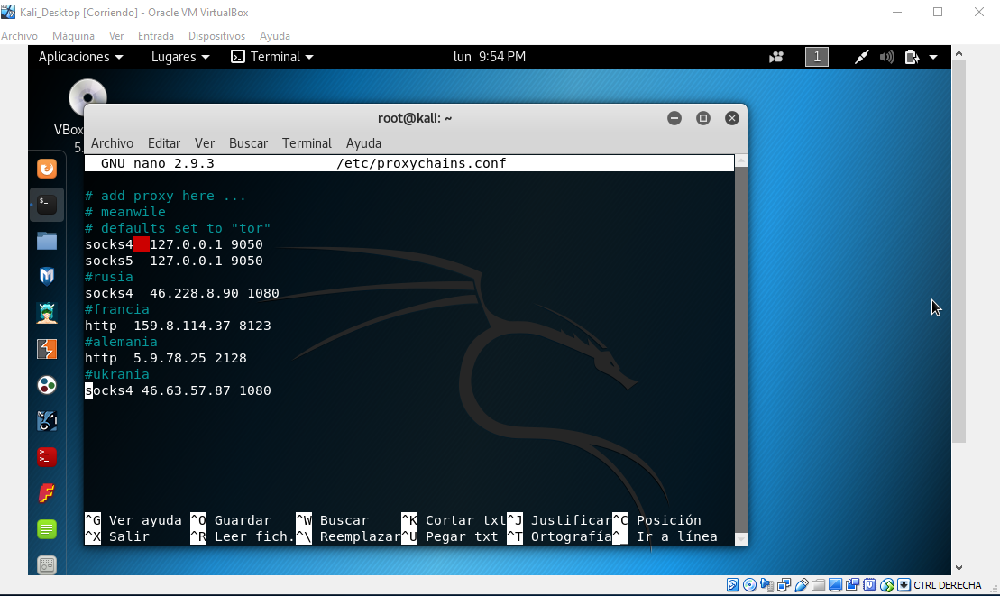 Kali_Desktop [Corriendo] - Oracle VM VirtualBox
Archivo Máquina Ver Entrada Dispositivos Ayuda
Aplicaciones Lugares Terminal lun 9:54 PM 1
VBox
5.
root@kali: ~
Archivo Editar Ver Buscar Terminal Ayuda
GNU nano 2.9.3 /etc/proxychains.conf
# add proxy here ...
# meanwile
# defaults set to "tor"
socks4 127.0.0.1 9050
socks5 127.0.0.1 9050
#rusia
socks4 46.228.8.90 1080
#francia
http 159.8.114.37 8123
#alemania
http 5.9.78.25 2128
#ukrania
socks4 46.63.57.87 1080
^G Ver ayuda ^O Guardar ^W Buscar ^K Cortar txt ^J Justificar ^C Posición
^X Salir ^R Leer fich. ^\ Reemplazar ^U Pegar txt ^T Ortografía ^_ Ir a línea
CTRL DERECHA